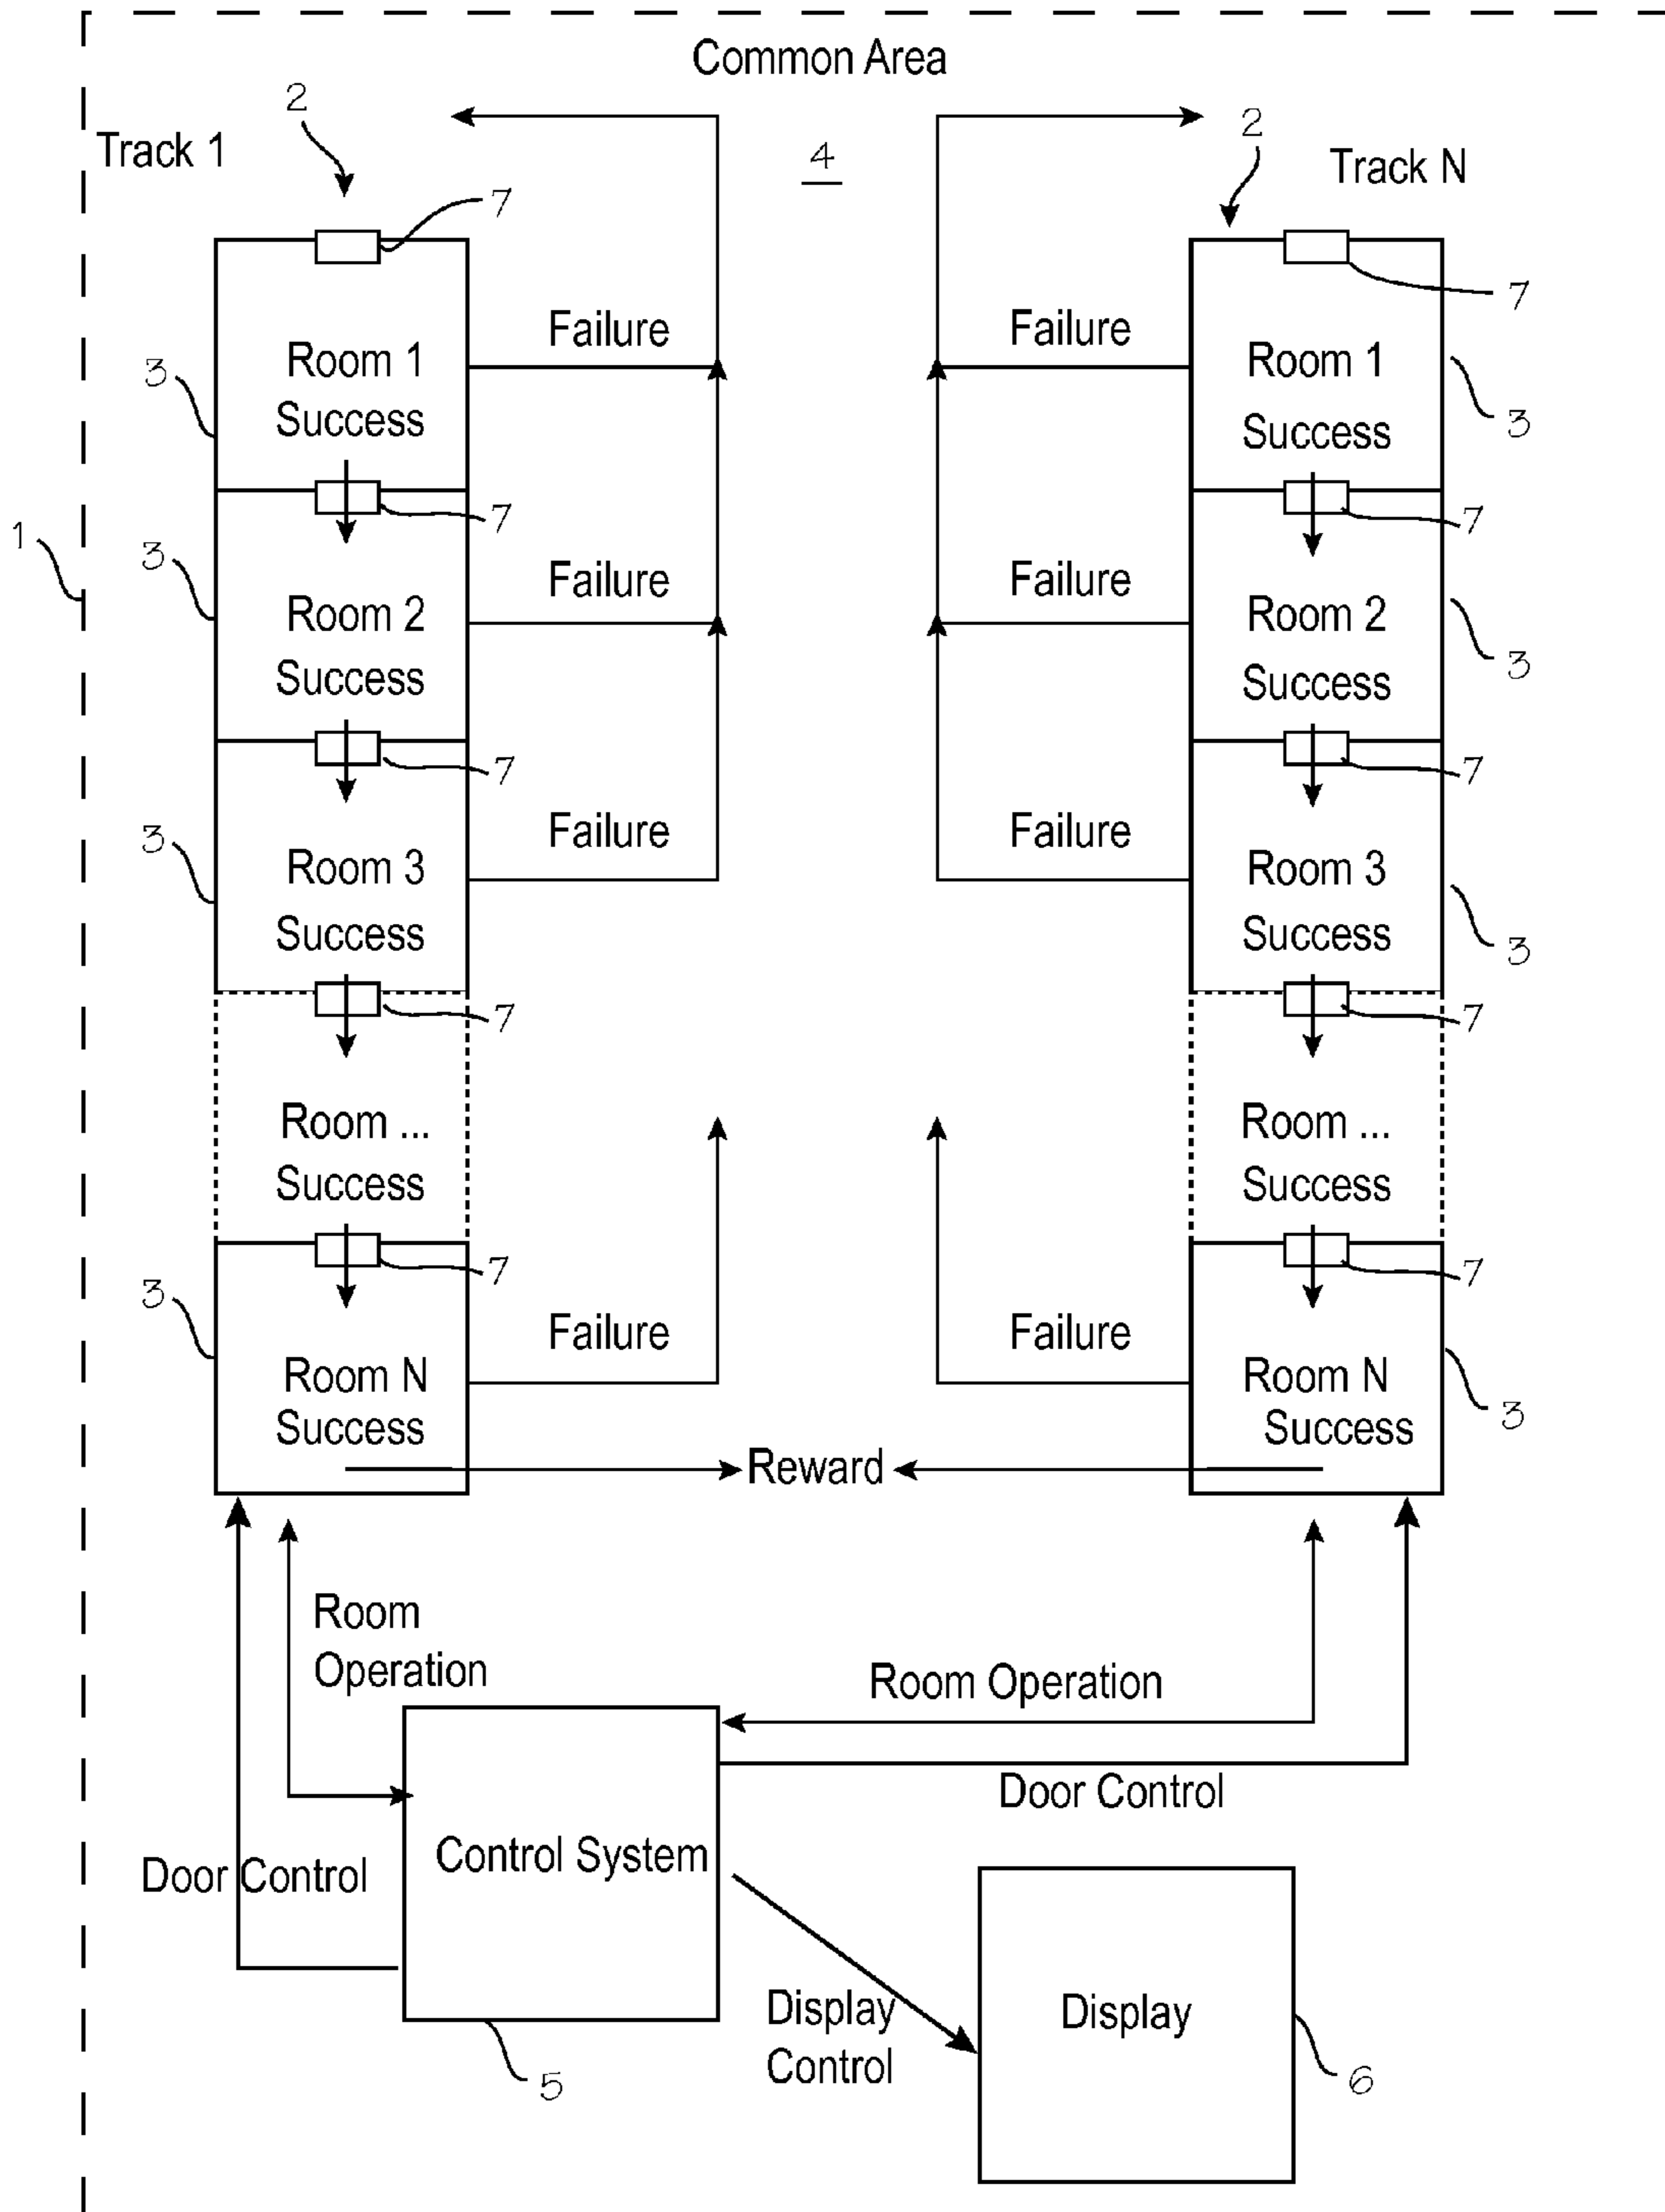 Common Area
2
Track 1
4
2
Track N
7
7
Failure
Failure
Room 1
Success
3
Room 1
Success
3
7
7
1
3
Failure
Failure
Room 2
Success
Room 2
Success
3
7
7
3
Failure
Failure
Room 3
Success
Room 3
Success
3
7
7
Room ...
Success
Room ...
Success
7
7
3
Failure
Failure
Room N
Success
Room N
Success
3
Reward
Room
Operation
Room Operation
Door Control
Door Control
Control System
Display
Control
Display
5
6